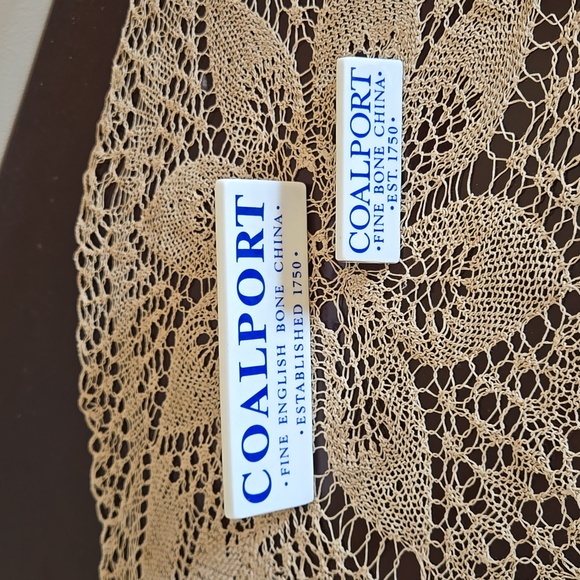 COALPORT
• FINE ENGLISH BONE CHINA •
• ESTABLISHED 1750 •
COALPORT
• FINE BONE CHINA •
• EST. 1750 •